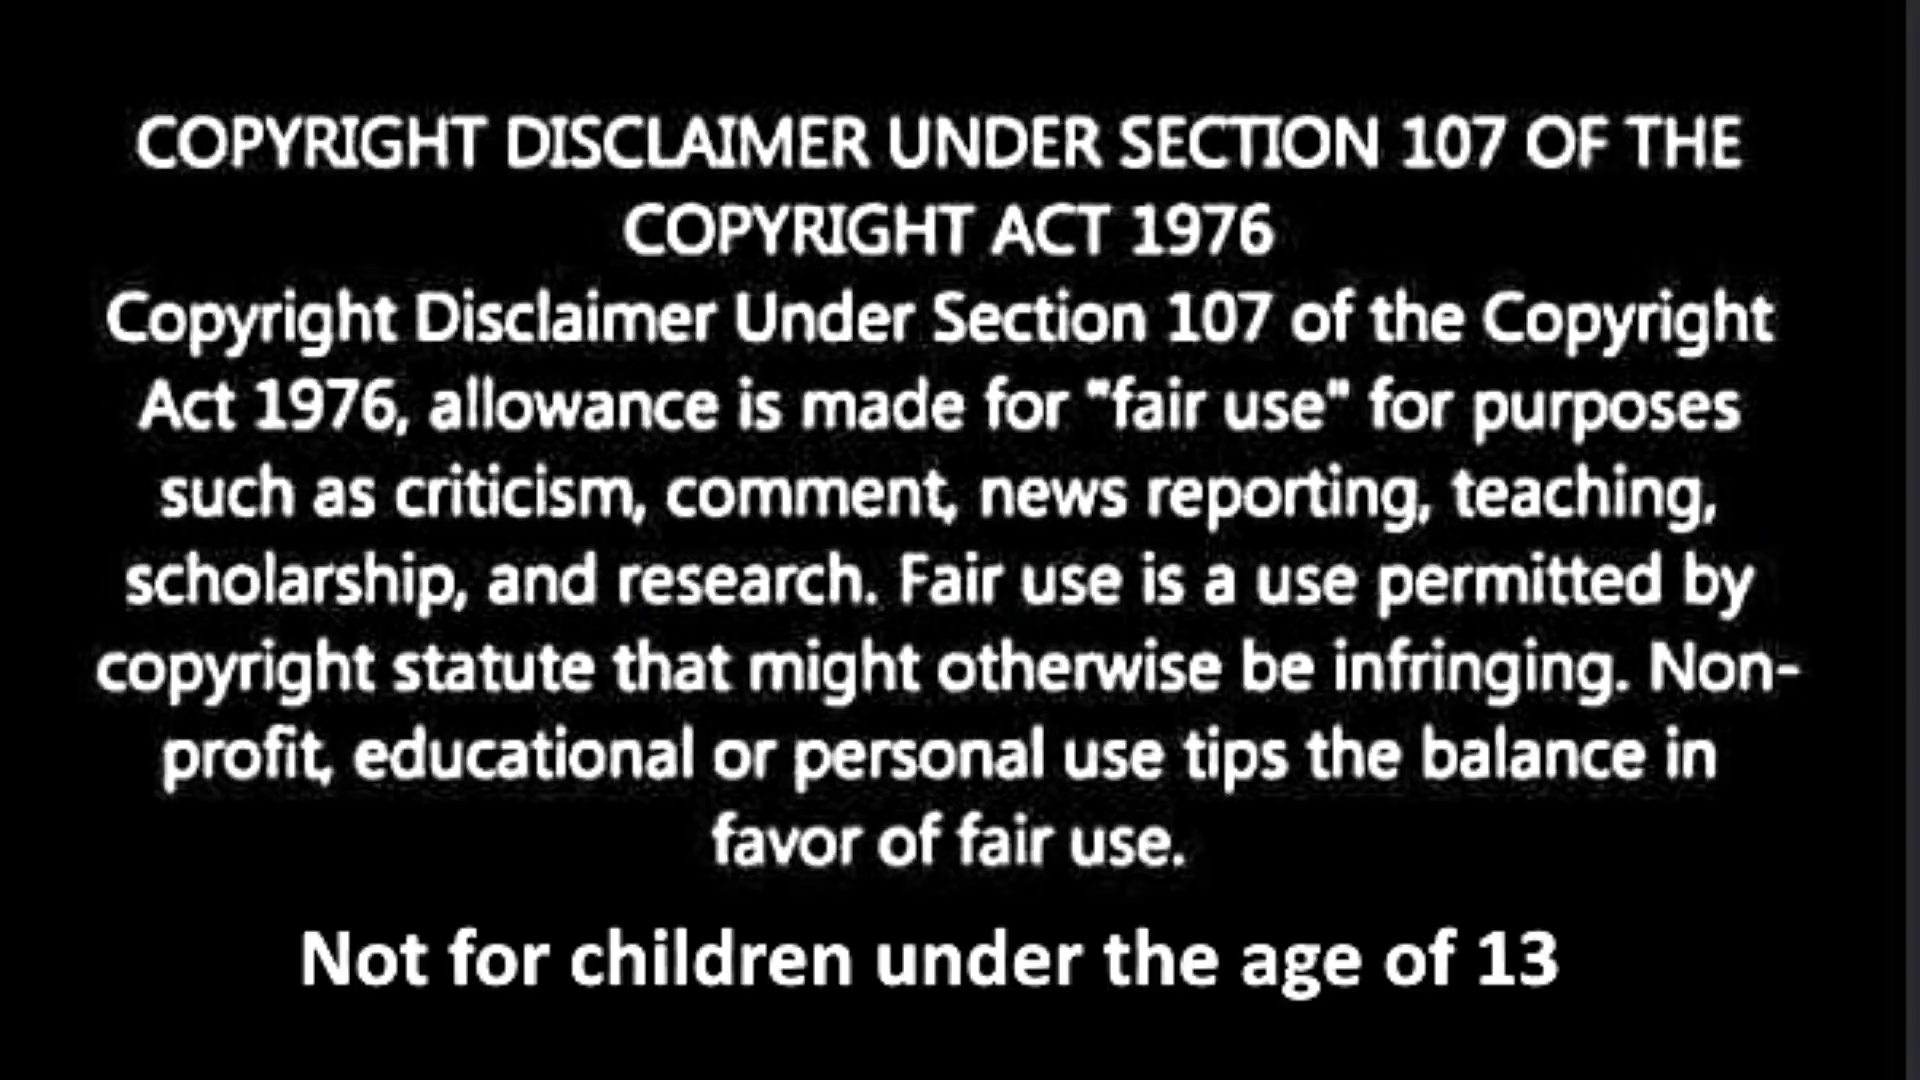 COPYRIGHT DISCLAIMER UNDER SECTION 107 OF THE
COPYRIGHT ACT 1976
Copyright Disclaimer Under Section 107 of the Copyright
Act 1976, allowance is made for "fair use" for purposes
such as criticism, comment, news reporting, teaching,
scholarship, and research. Fair use is a use permitted by
copyright statute that might otherwise be infringing. Non-
profit, educational or personal use tips the balance in
favor of fair use.
Not for children under the age of 13